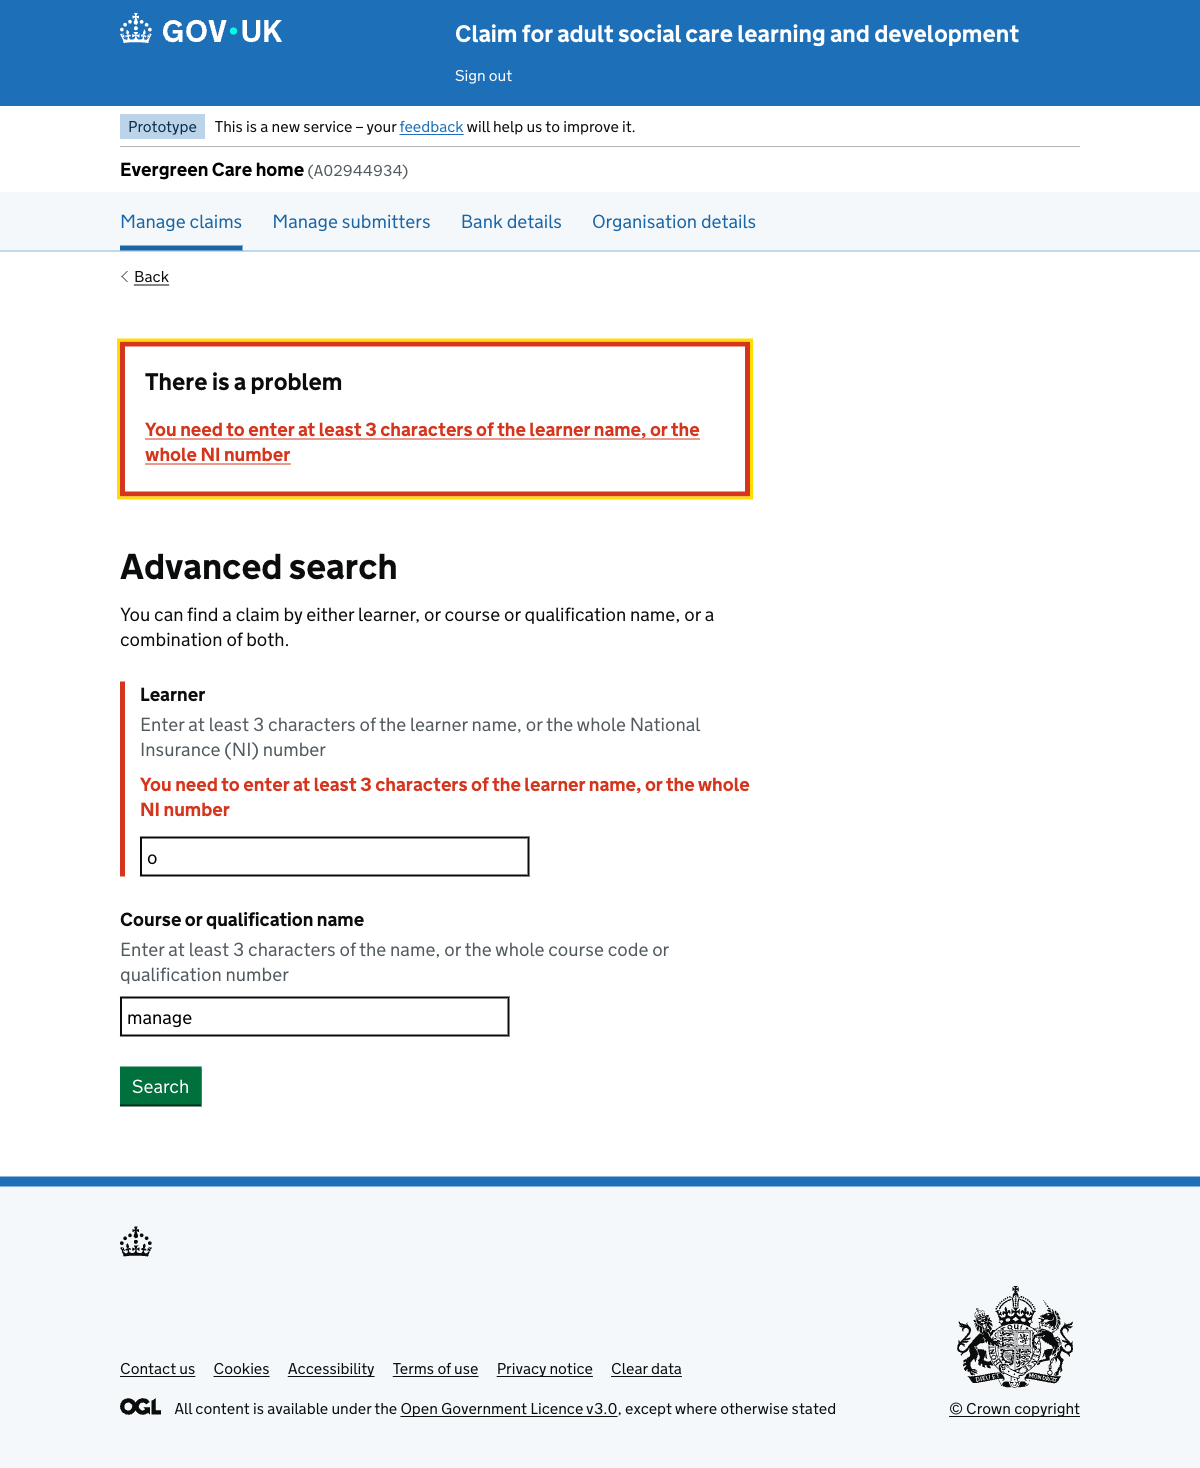 GOV·UK
Claim for adult social care learning and development
Sign out
Prototype This is a new service – your feedback will help us to improve it.
Evergreen Care home (A02944934)
Manage claims Manage submitters Bank details Organisation details
Back
There is a problem
You need to enter at least 3 characters of the learner name, or the
whole NI number
Advanced search
You can find a claim by either learner, or course or qualification name, or a
combination of both.
Learner
Enter at least 3 characters of the learner name, or the whole National
Insurance (NI) number
You need to enter at least 3 characters of the learner name, or the whole
NI number
o
Course or qualification name
Enter at least 3 characters of the name, or the whole course code or
qualification number
manage
Search
Contact us Cookies Accessibility Terms of use Privacy notice Clear data
OGL All content is available under the Open Government Licence v3.0, except where otherwise stated
© Crown copyright